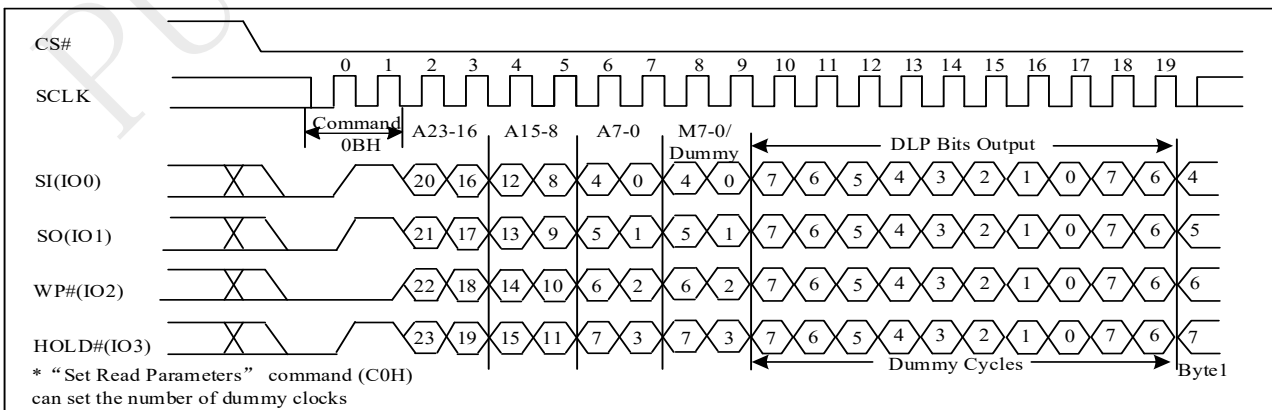 PU
CS#
0 1 2 3 4 5 6 7 8 9 10 11 12 13 14 15 16 17 18 19
SCLK
Command A23-16 A15-8 A7-0 M7-0/
0BH Dummy DLP Bits Output
SI(IO0) 20 16 12 8 4 0 4 0 7 6 5 4 3 2 1 0 7 6 4
SO(IO1) 21 17 13 9 5 1 5 1 7 6 5 4 3 2 1 0 7 6 5
WP#(IO2) 22 18 14 10 6 2 6 2 7 6 5 4 3 2 1 0 7 6 6
HOLD#(IO3) 23 19 15 11 7 3 7 3 7 6 5 4 3 2 1 0 7 6 7
Dummy Cycles Byte1
* “Set Read Parameters” command (C0H)
can set the number of dummy clocks